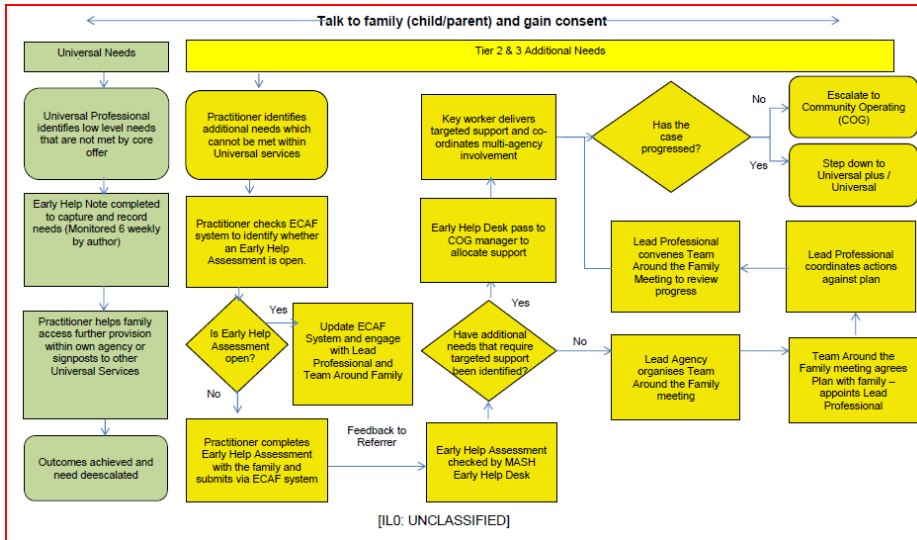 Talk to family (child/parent) and gain consent
Universal Needs
Tier 2 & 3 Additional Needs
Universal Professional
identifies low level needs
that are not met by core
offer
Early Help Note completed
to capture and record
needs (Monitored 6 weekly
by author)
Practitioner helps family
access further provision
within own agency or
signposts to other
Universal Services
Outcomes achieved and
need deescalated
Practitioner identifies
additional needs which
cannot be met within
Universal services
Practitioner checks ECAF
system to identify whether
an Early Help
Assessment is open.
Is Early Help
Assessment
open?
Yes
Update ECAF
System and engage
with Lead
Professional and
Team Around Family
No
Practitioner completes
Early Help Assessment
with the family and
submits via ECAF system
Feedback to
Referrer
Early Help Assessment
checked by MASH
Early Help Desk
Have additional
needs that require
targeted support
been identified?
Yes
Early Help Desk pass to
COG manager to
allocate support
Key worker delivers
targeted support and co-
ordinates multi-agency
involvement
No
Lead Agency
organises Team
Around the Family
meeting
Team Around the
Family meeting agrees
Plan with family –
appoints Lead
Professional
Lead Professional
coordinates actions
against plan
Lead Professional
convenes Team
Around the Family
Meeting to review
progress
Has the
case
progressed?
No
Escalate to
Community Operating
(COG)
Yes
Step down to
Universal plus /
Universal
[IL0: UNCLASSIFIED]